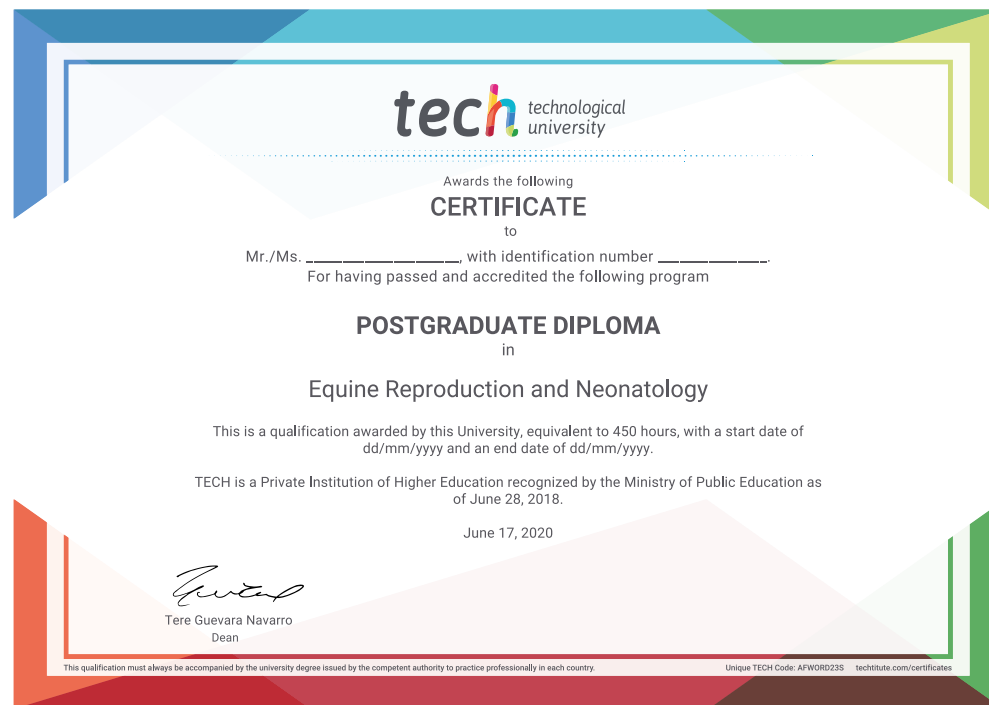 tech technological
university
Awards the following
CERTIFICATE
to
Mr./Ms. ____________________, with identification number ______________.
For having passed and accredited the following program
POSTGRADUATE DIPLOMA
in
Equine Reproduction and Neonatology
This is a qualification awarded by this University, equivalent to 450 hours, with a start date of
dd/mm/yyyy and an end date of dd/mm/yyyy.
TECH is a Private Institution of Higher Education recognized by the Ministry of Public Education as
of June 28, 2018.
June 17, 2020
Tere Guevara Navarro
Dean
This qualification must always be accompanied by the university degree issued by the competent authority to practice professionally in each country.
Unique TECH Code: AFWORD23S techtitute.com/certificates